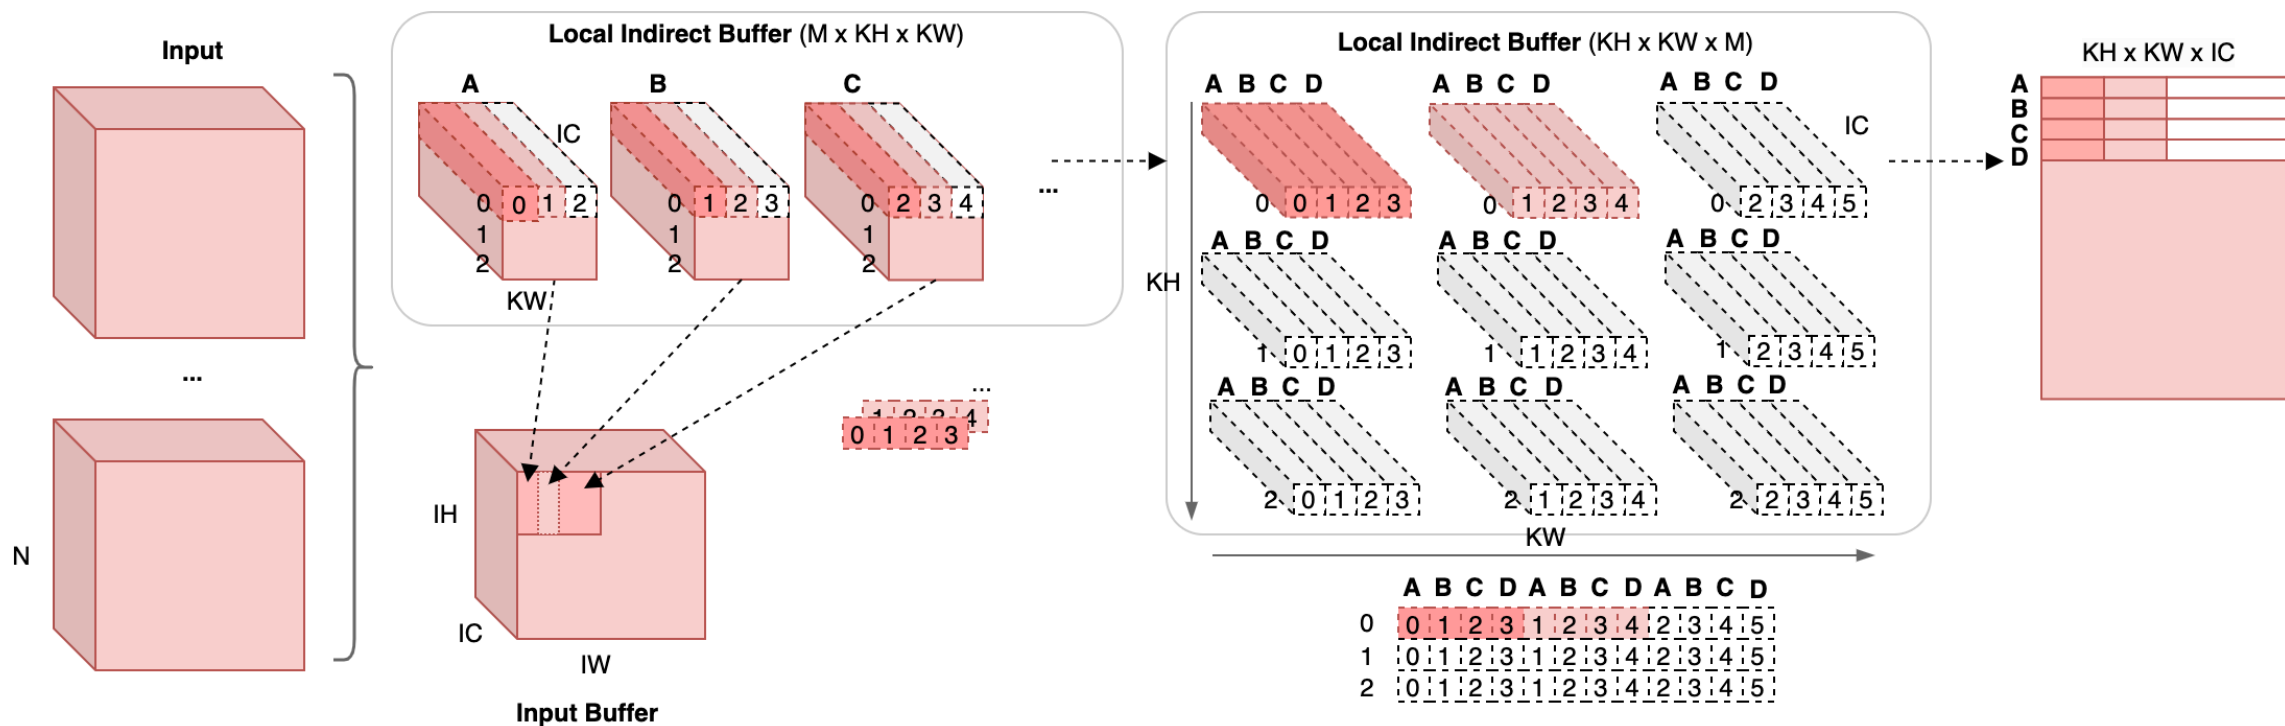 Input
...
N
Local Indirect Buffer (M x KH x KW)
A B C
IC
0 0 1 2
1
2
KW
0 1 2 3
1
2
0 2 3 4
1
2
...
IH
IC
IW
Input Buffer
...
1 2 3 4
0 1 2 3
Local Indirect Buffer (KH x KW x M)
A B C D A B C D A B C D
IC
0 0 1 2 3 0 1 2 3 4 0 2 3 4 5
KH
A B C D A B C D A B C D
1 0 1 2 3 1 1 2 3 4 1 2 3 4 5
A B C D A B C D A B C D
2 0 1 2 3 2 1 2 3 4 2 2 3 4 5
KW
A B C D A B C D A B C D
0 0 1 2 3 1 2 3 4 2 3 4 5
1 0 1 2 3 1 2 3 4 2 3 4 5
2 0 1 2 3 1 2 3 4 2 3 4 5
KH x KW x IC
A
B
C
D